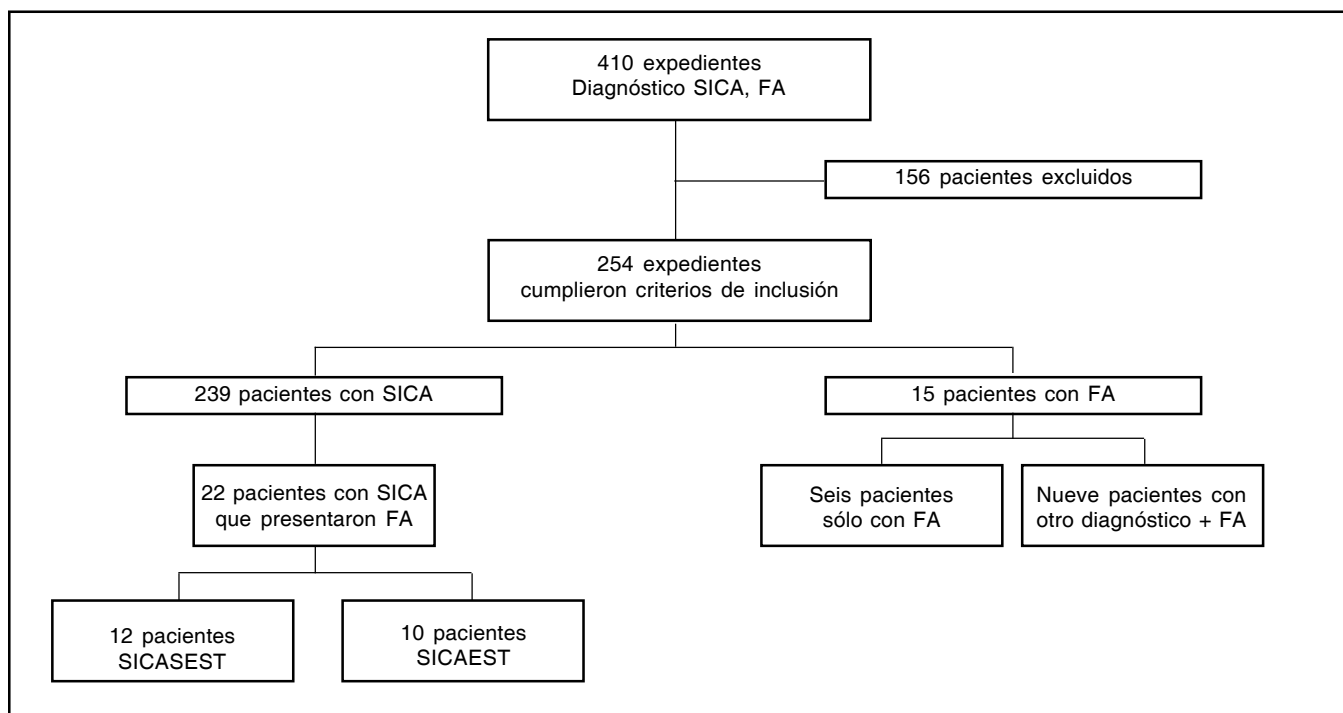 410 expedientes
Diagnóstico SICA, FA
156 pacientes excluidos
254 expedientes
cumplieron criterios de inclusión
239 pacientes con SICA
15 pacientes con FA
22 pacientes con SICA
que presentaron FA
Seis pacientes
sólo con FA
Nueve pacientes con
otro diagnóstico + FA
12 pacientes
SICASEST
10 pacientes
SICAEST